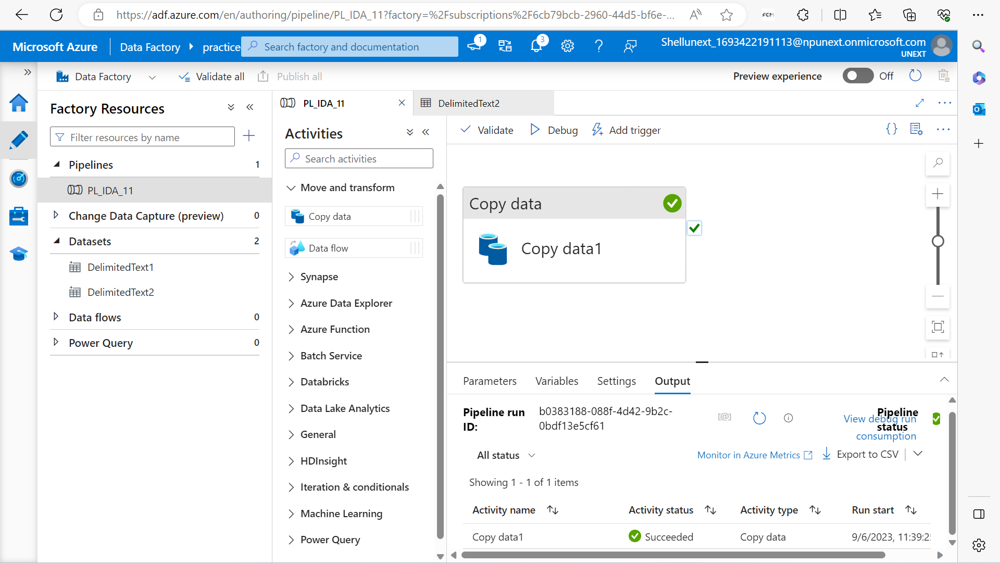 https://adf.azure.com/en/authoring/pipeline/PL_IDA_11?factory=%2Fsubscriptions%2F6cb79bcb-2960-44d5-bf6e-...
Microsoft Azure
Data Factory
practice
Search factory and documentation
1
3
Shellunext_1693422191113@npunext.onmicrosoft.com
UNEXT
Data Factory
Validate all
Publish all
Preview experience
Off
Factory Resources
Filter resources by name
Pipelines 1
PL_IDA_11
Change Data Capture (preview) 0
Datasets 2
DelimitedText1
DelimitedText2
Data flows 0
Power Query 0
PL_IDA_11
DelimitedText2
Activities
Search activities
Move and transform
Copy data
Data flow
Synapse
Azure Data Explorer
Azure Function
Batch Service
Databricks
Data Lake Analytics
General
HDInsight
Iteration & conditionals
Machine Learning
Power Query
Validate
Debug
Add trigger
Copy data
Copy data1
Parameters
Variables
Settings
Output
Pipeline run
ID:
b0383188-088f-4d42-9b2c-
0bdf13e5cf61
View debug run
consumption
Pipeline
status
All status
Monitor in Azure Metrics
Export to CSV
Showing 1 - 1 of 1 items
Activity name
Activity status
Activity type
Run start
Copy data1
Succeeded
Copy data
9/6/2023, 11:39:2